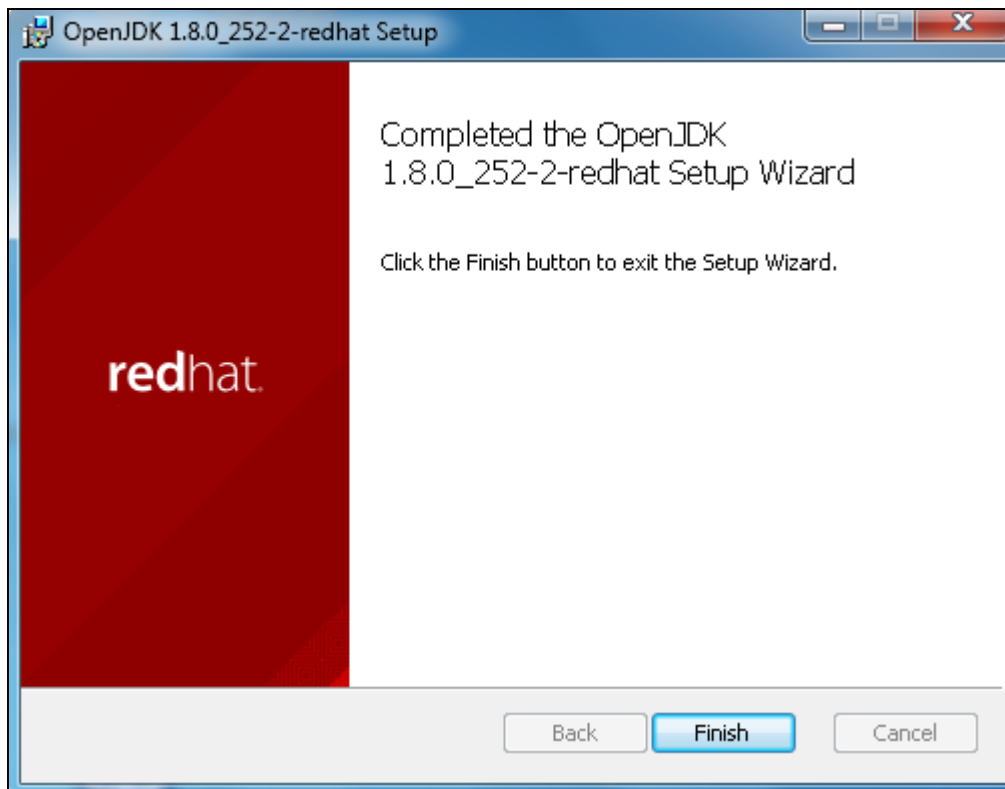 OpenJDK 1.8.0_252-2-redhat Setup
Completed the OpenJDK
1.8.0_252-2-redhat Setup Wizard
Click the Finish button to exit the Setup Wizard.
redhat.
Back
Finish
Cancel